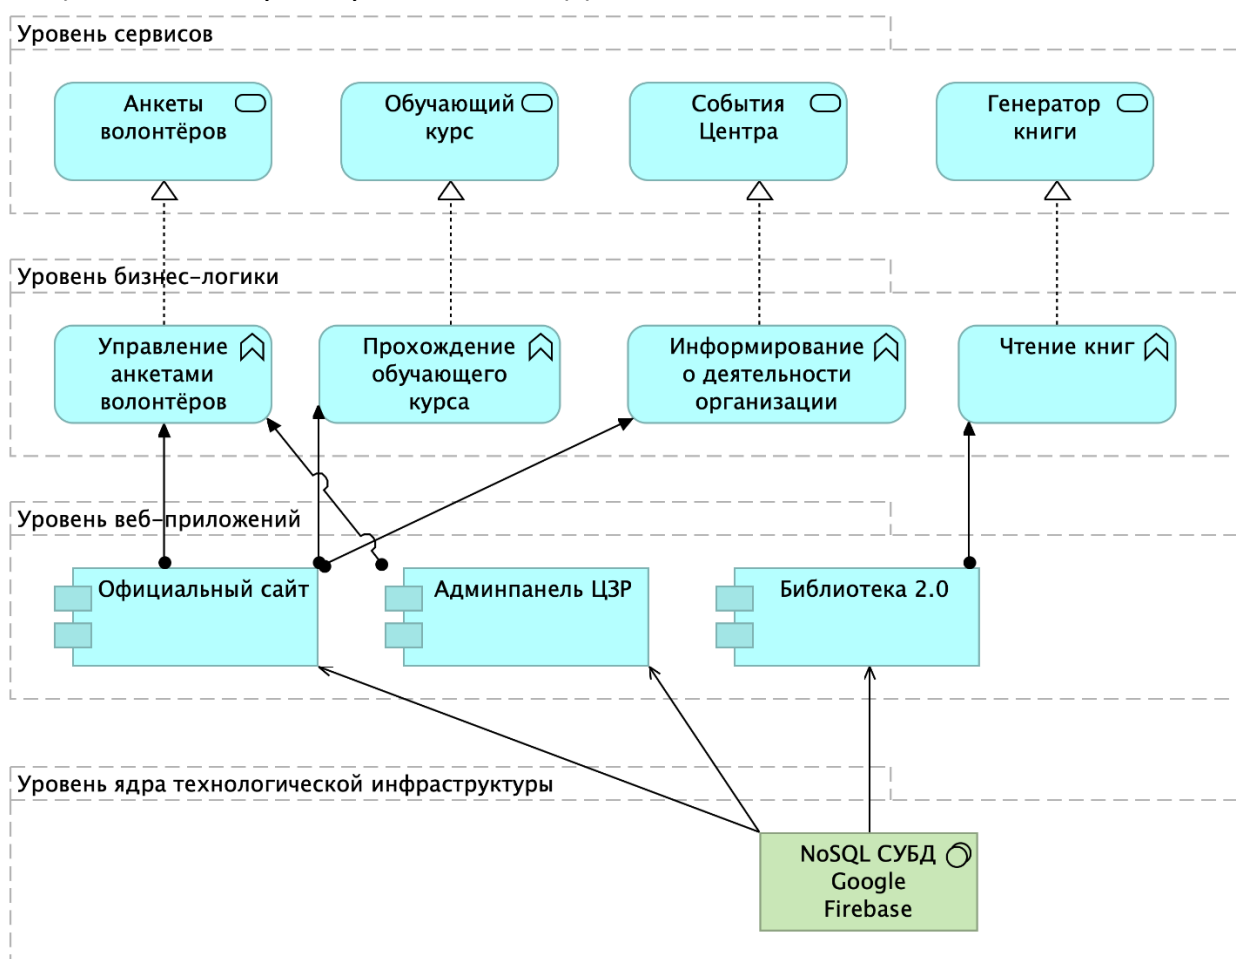 Уровень сервисов
Анкеты
волонтёров
Обучающий
курс
События
Центра
Генератор
книги
Уровень бизнес-логики
Управление
анкетами
волонтёров
Прохождение
обучающего
курса
Информирование
о деятельности
организации
Чтение книг
Уровень веб-приложений
Официальный сайт
Админпанель ЦЗР
Библиотека 2.0
Уровень ядра технологической инфраструктуры
NoSQL СУБД
Google
Firebase